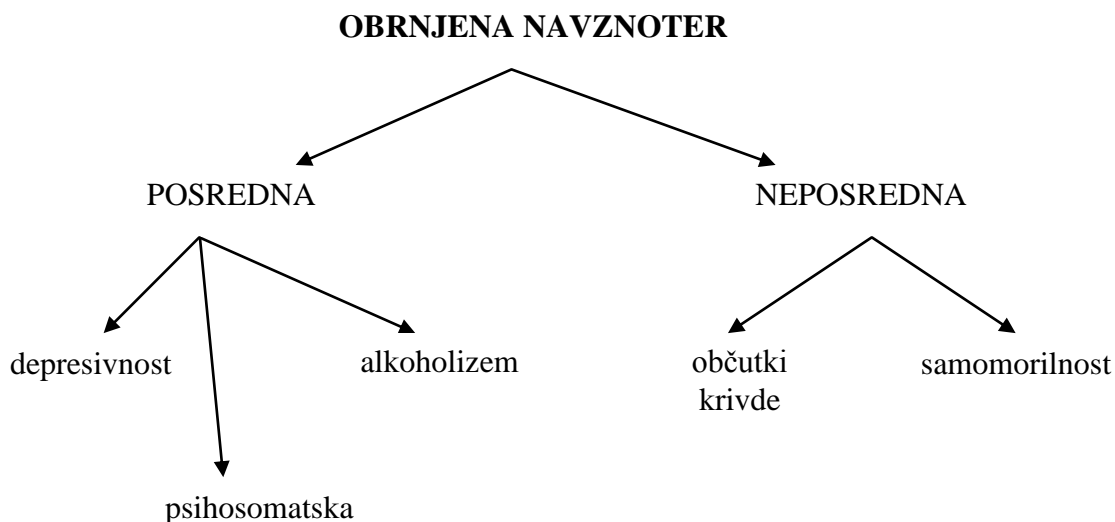 OBRNJENA NAVZNOTER
POSREDNA
NEPOSREDNA
depresivnost
alkoholizem
občutki
krivde
samomorilnost
psihosomatska